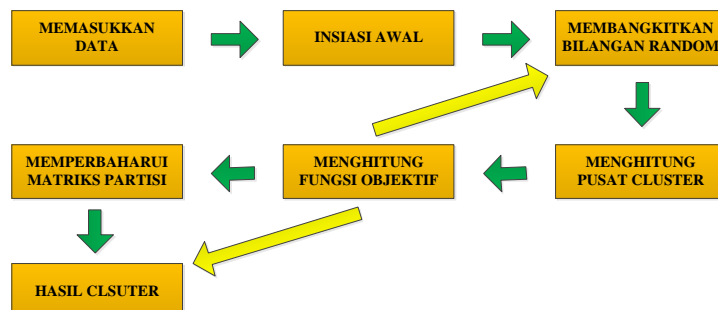 MEMASUKKAN
DATA
INSIASI AWAL
MEMBANGKITKAN
BILANGAN RANDOM
MEMPERBAHARUI
MATRIKS PARTISI
MENGHITUNG
FUNGSI OBJEKTIF
MENGHITUNG
PUSAT CLUSTER
HASIL CLSUTER